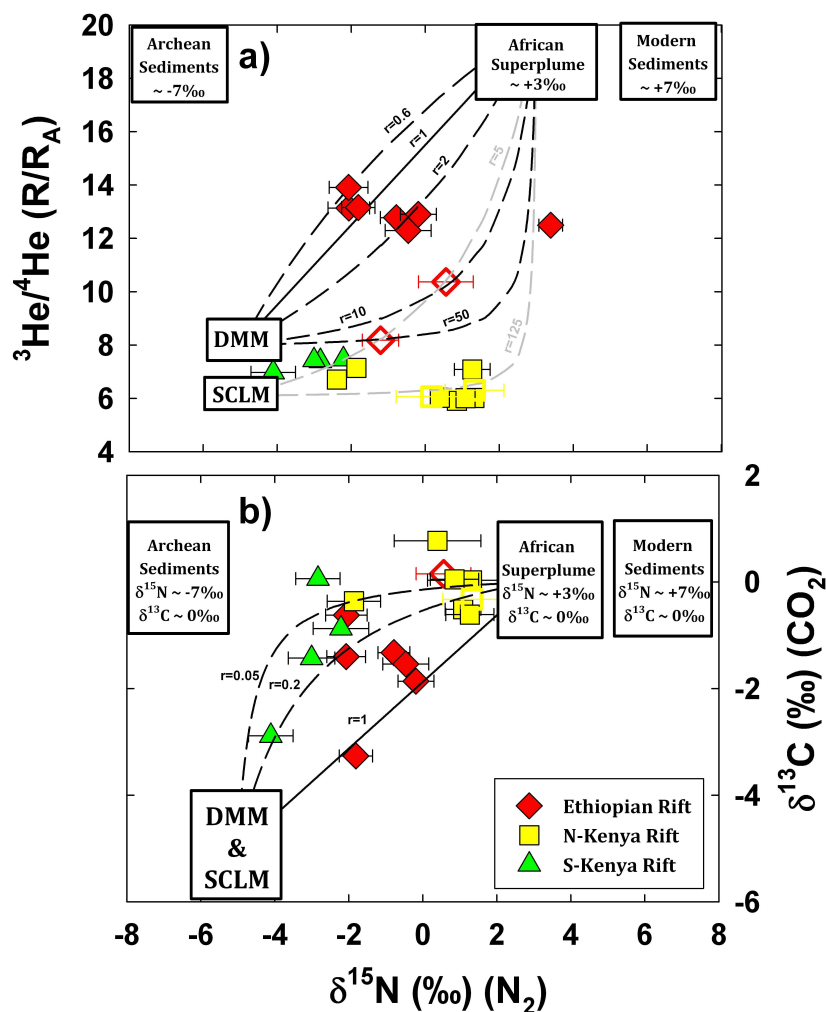 20
18
16
14
12
10
8
6
4
³He/⁴He (R/R_A)
a)
Archean
Sediments
~ -7‰
African
Superplume
~ +3‰
Modern
Sediments
~ +7‰
r=0.6
r=1
r=2
r=5
r=10
r=50
r=125
DMM
SCLM
b)
Archean
Sediments
δ¹⁵N ~ -7‰
δ¹³C ~ 0‰
African
Superplume
δ¹⁵N ~ +3‰
δ¹³C ~ 0‰
Modern
Sediments
δ¹⁵N ~ +7‰
δ¹³C ~ 0‰
r=0.05
r=0.2
r=1
DMM
&
SCLM
Ethiopian Rift
N-Kenya Rift
S-Kenya Rift
2
0
-2
-4
-6
δ¹³C (‰) (CO₂)
-8 -6 -4 -2 0 2 4 6 8
δ¹⁵N (‰) (N₂)